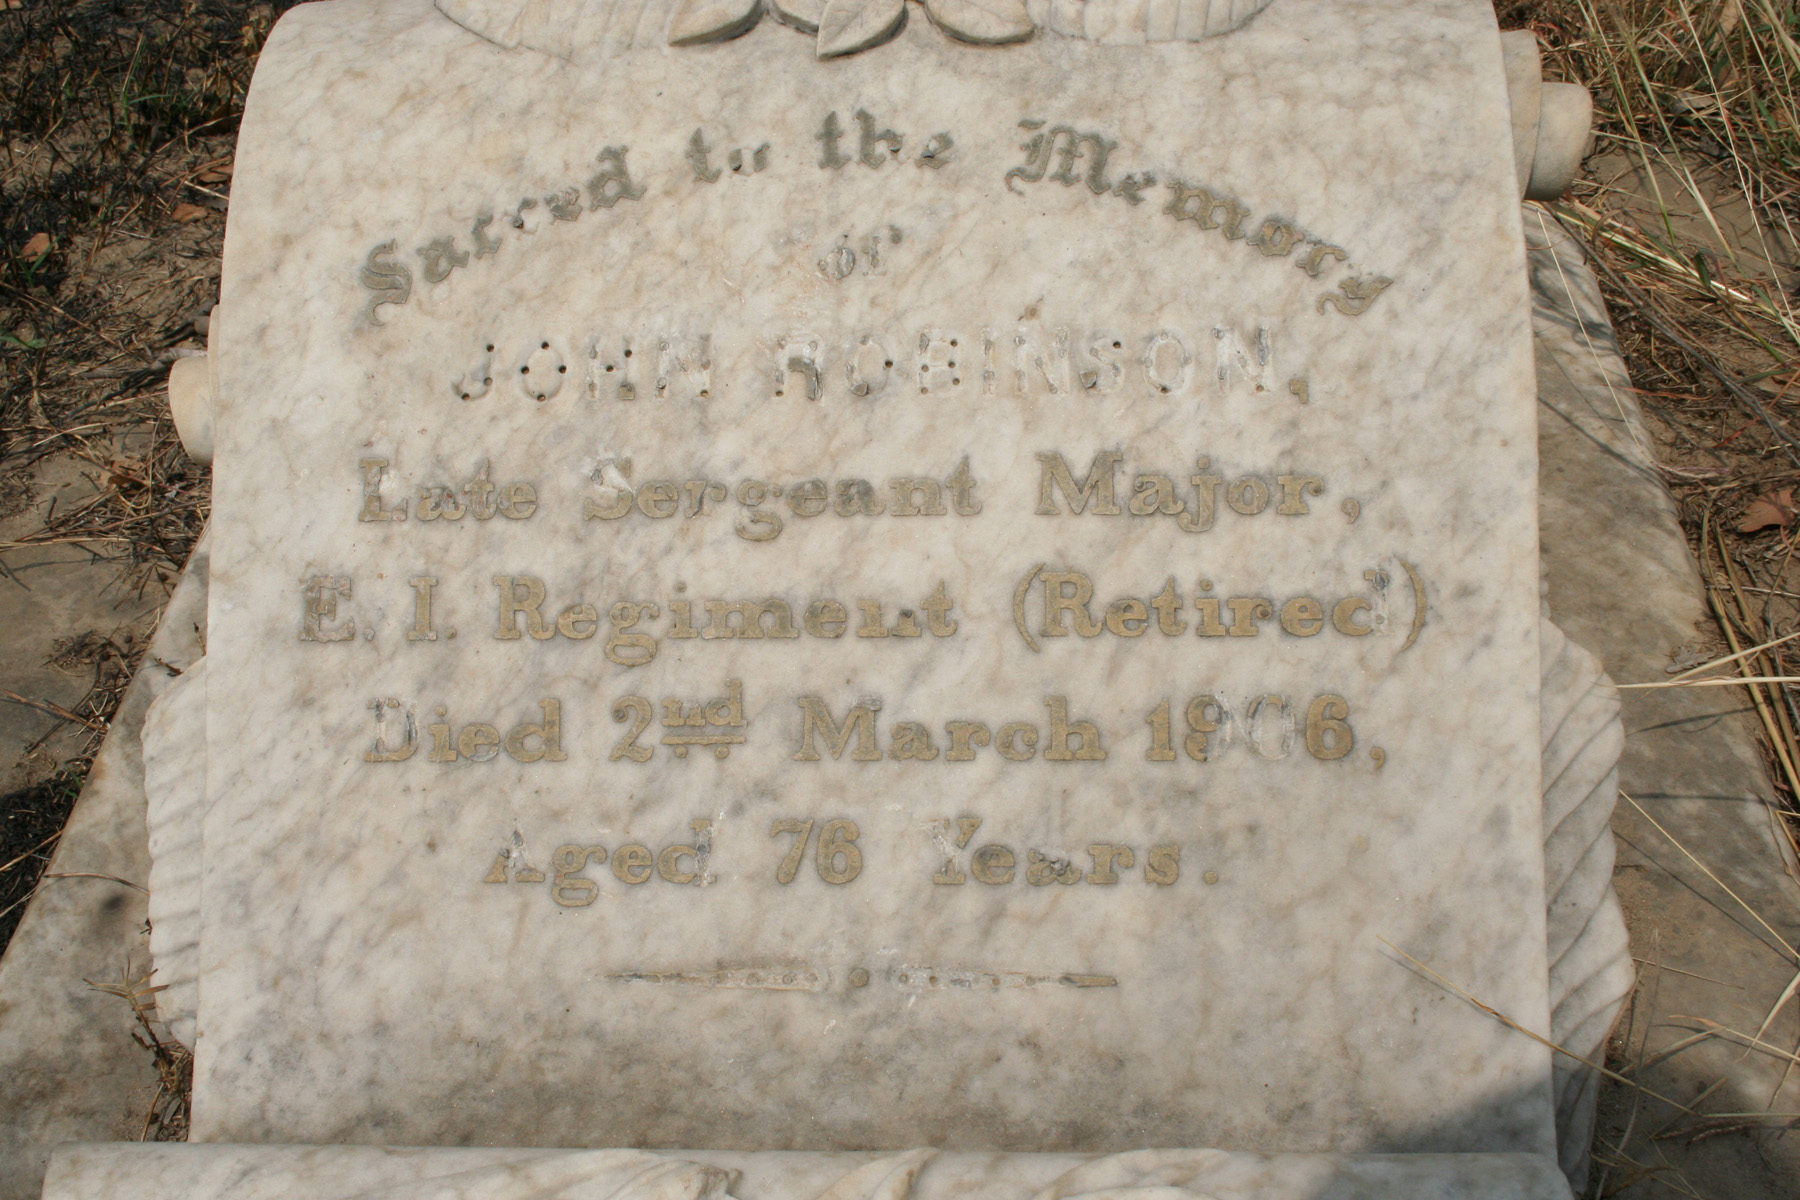 Sacred to the Memory
OF
JOHN ROBINSON,
Late Sergeant Major,
E. I. Regiment (Retired)
Died 2nd March 1906,
Aged 76 Years.